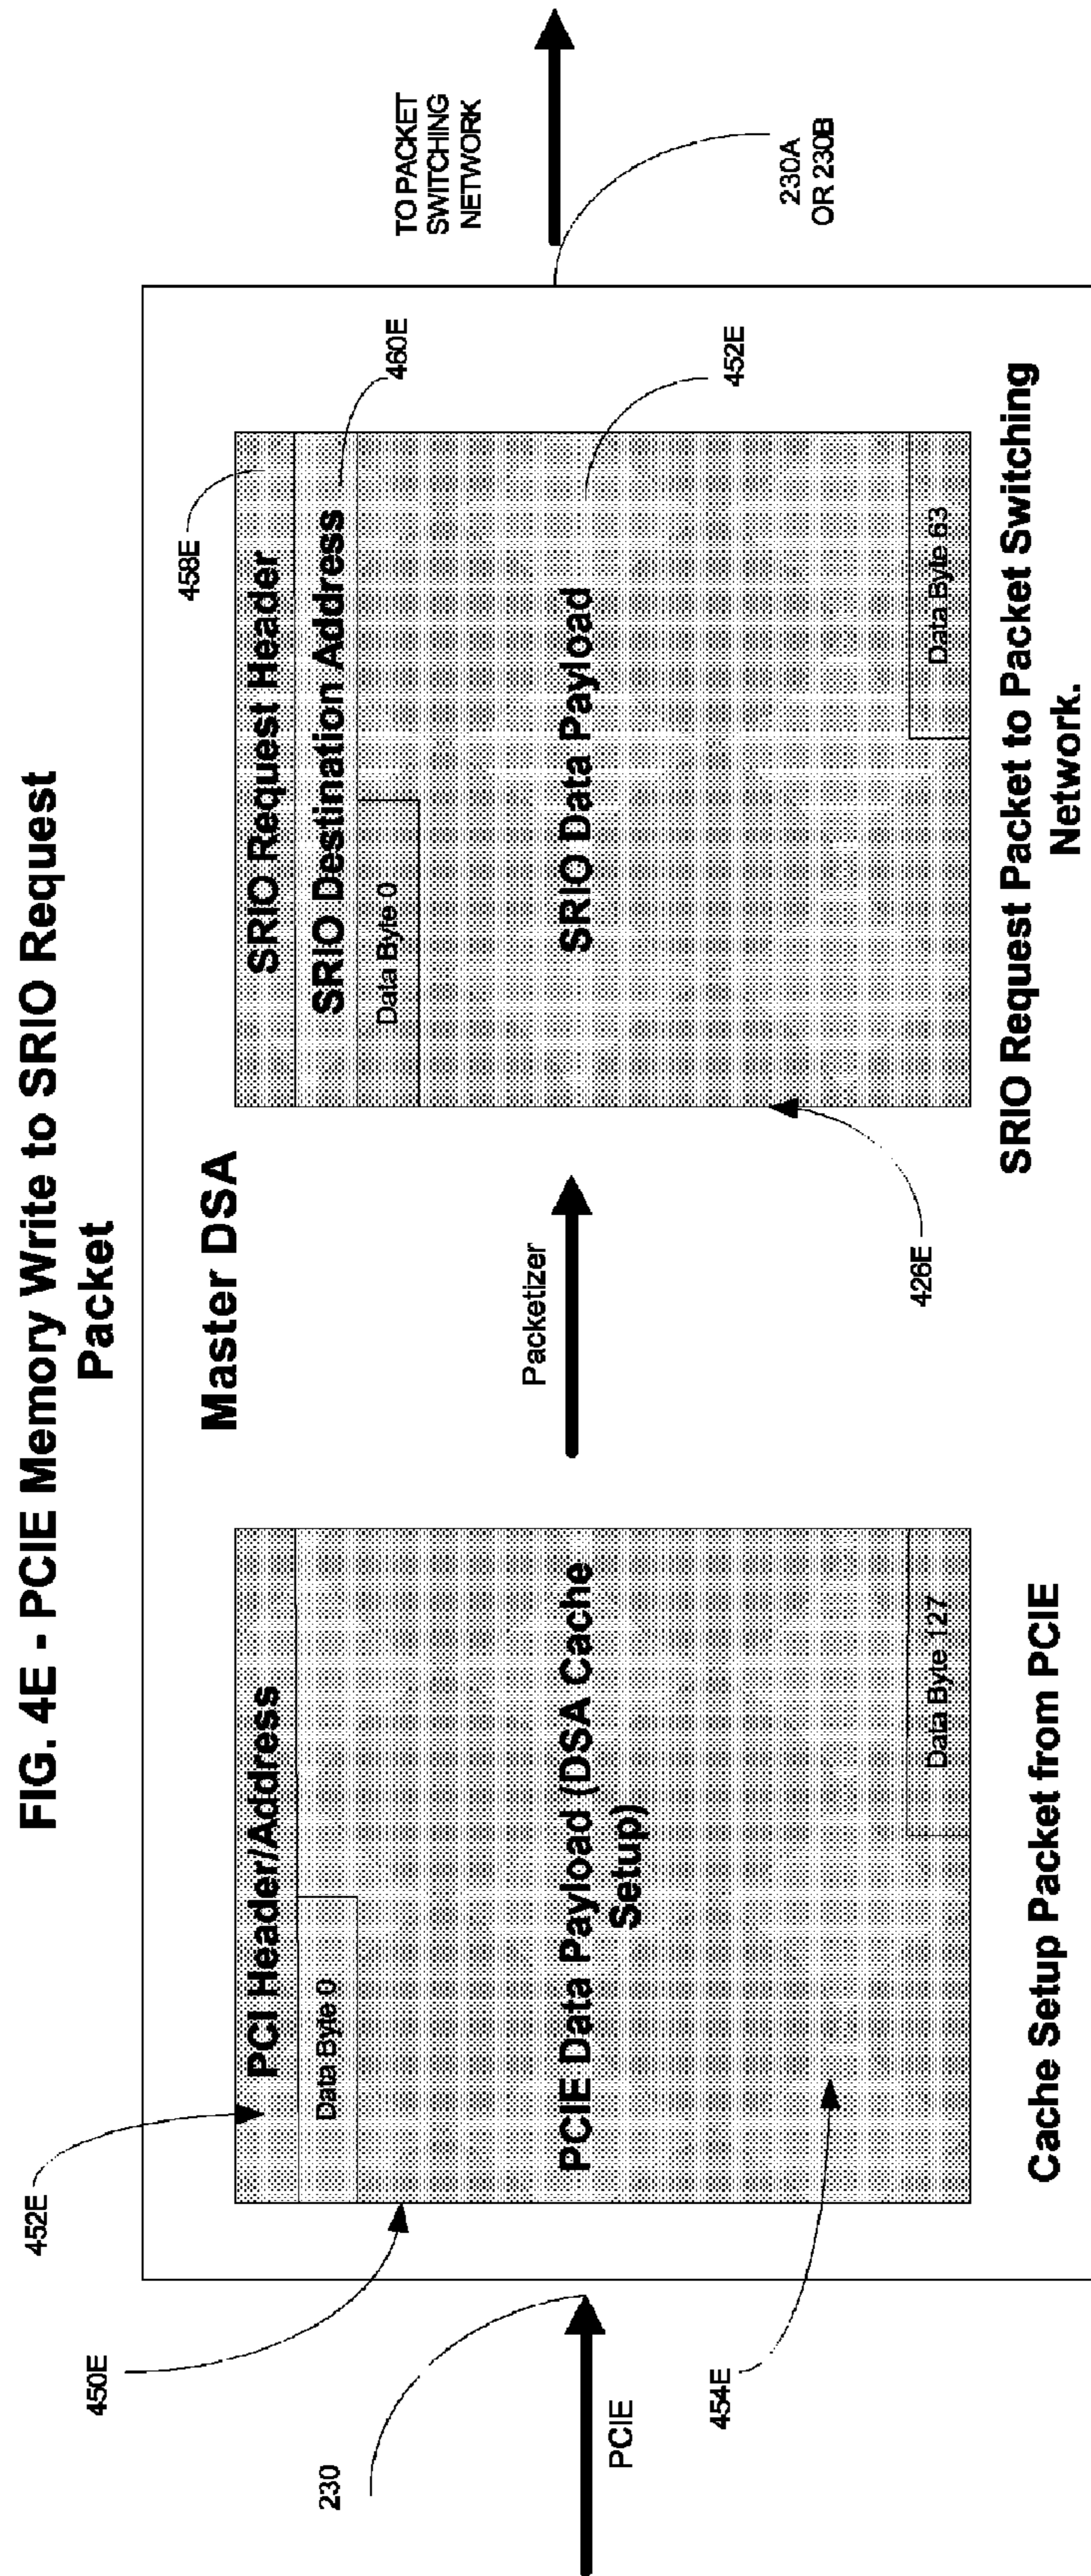 FIG. 4E - PCIE Memory Write to SRIO Request
Packet
Master DSA
230
PCIE
450E
452E
454E
PCI Header/Address
Data Byte 0
PCIE Data Payload (DSA Cache
Setup)
Data Byte 127
Cache Setup Packet from PCIE
Packetizer
426E
458E
SRIO Request Header
SRIO Destination Address
460E
Data Byte 0
SRIO Data Payload
452E
Data Byte 63
SRIO Request Packet to Packet Switching
Network.
TO PACKET
SWITCHING
NETWORK
230A
OR 230B